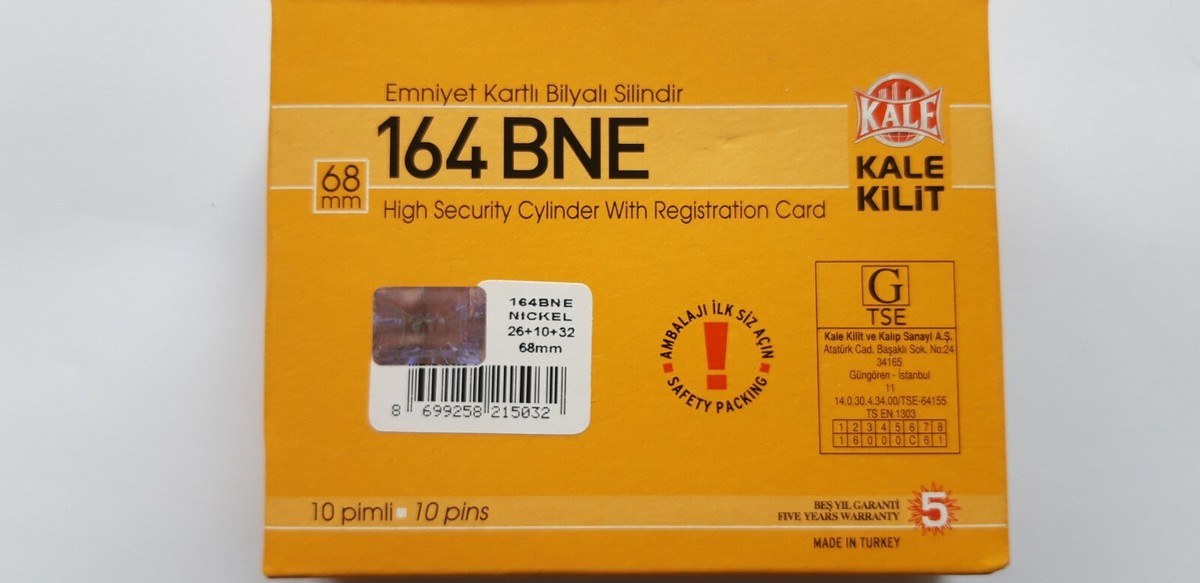 Emniyet Kartlı Bilyalı Silindir
164 BNE
68
mm
High Security Cylinder With Registration Card
KALE
KALE
KİLİT
164BNE
NICKEL
26+10+32
68mm
KALE
8 699258 215032
AMBALAJI İLK SİZ AÇIN
SAFETY PACKING
G
TSE
Kale Kilit ve Kalıp Sanayi A.Ş.
Atatürk Cad. Başaklı Sok. No:24
34165
Güngören - İstanbul
11
14.0.30.4.34.00/TSE-64155
TS EN 1303
1 2 3 4 5 6 7 8
1 6 0 0 0 C 6 1
10 pimli 10 pins
BEŞ YIL GARANTİ
FIVE YEARS WARRANTY
5
MADE IN TURKEY